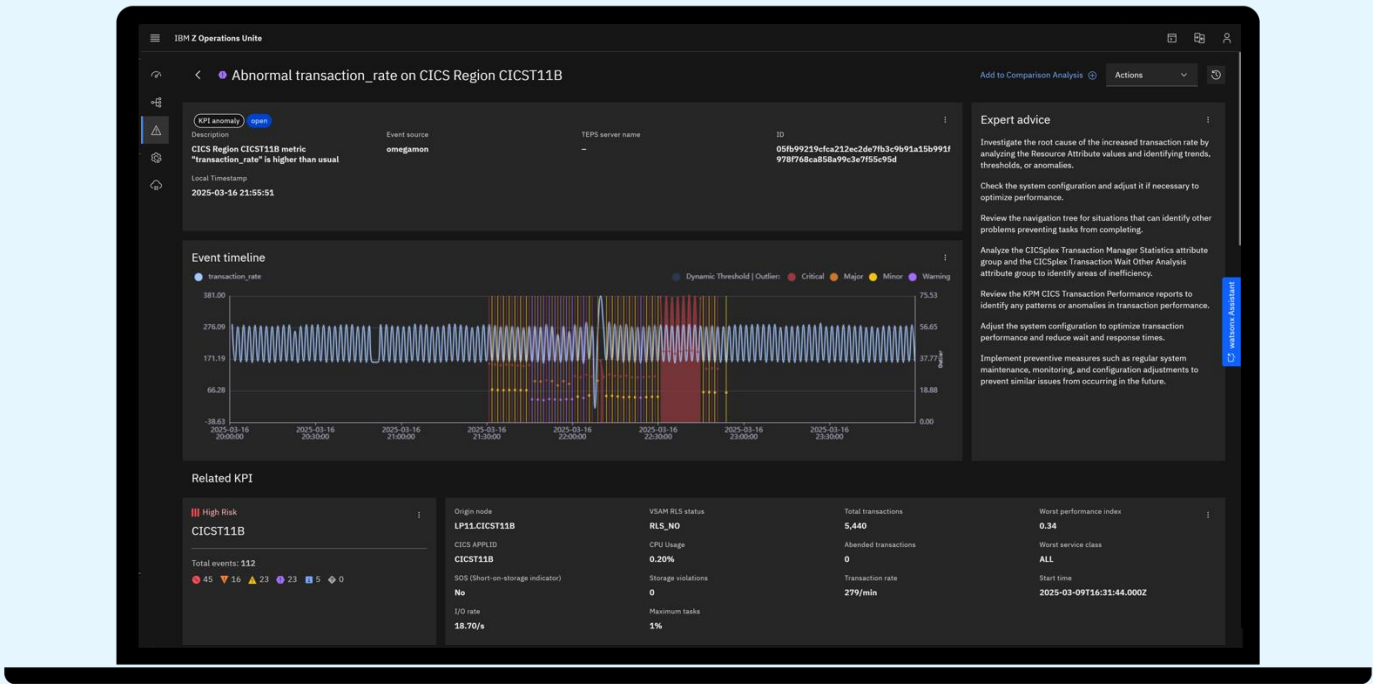 IBM Z Operations Unite
Abnormal transaction_rate on CICS Region CICST11B
Add to Comparison Analysis
Actions
KPI anomaly
open
Description
CICS Region CICST11B metric
"transaction_rate" is higher than usual
Event source
omegamon
TEPS server name
–
ID
05fb99219cfca212ec2de7fb3c9b91a15b991f
978f768ca858a99c3e7f55c95d
Local Timestamp
2025-03-16 21:55:51
Expert advice
Investigate the root cause of the increased transaction rate by
analyzing the Resource Attribute values and identifying trends,
thresholds, or anomalies.
Check the system configuration and adjust it if necessary to
optimize performance.
Review the navigation tree for situations that can identify other
problems preventing tasks from completing.
Analyze the CICSplex Transaction Manager Statistics attribute
group and the CICSplex Transaction Wait Other Analysis
attribute group to identify areas of inefficiency.
Review the KPM CICS Transaction Performance reports to
identify any patterns or anomalies in transaction performance.
Adjust the system configuration to optimize transaction
performance and reduce wait and response times.
Implement preventive measures such as regular system
maintenance, monitoring, and configuration adjustments to
prevent similar issues from occurring in the future.
watsonx Assistant
Event timeline
transaction_rate
Dynamic Threshold | Outlier: Critical Major Minor Warning
381.00
276.09
171.19
66.28
-38.63
75.53
56.65
37.77
18.88
0.00
Outlier
2025-03-16
20:00:00
2025-03-16
20:30:00
2025-03-16
21:00:00
2025-03-16
21:30:00
2025-03-16
22:00:00
2025-03-16
22:30:00
2025-03-16
23:00:00
2025-03-16
23:30:00
Related KPI
High Risk
CICST11B
Total events: 112
45 16 23 23 5 0
Origin node
LP11.CICST11B
VSAM RLS status
RLS_NO
Total transactions
5,440
Worst performance index
0.34
CICS APPLID
CICST11B
CPU Usage
0.20%
Abended transactions
0
Worst service class
ALL
SOS (Short-on-storage indicator)
No
Storage violations
0
Transaction rate
279/min
Start time
2025-03-09T16:31:44.000Z
I/O rate
18.70/s
Maximum tasks
1%